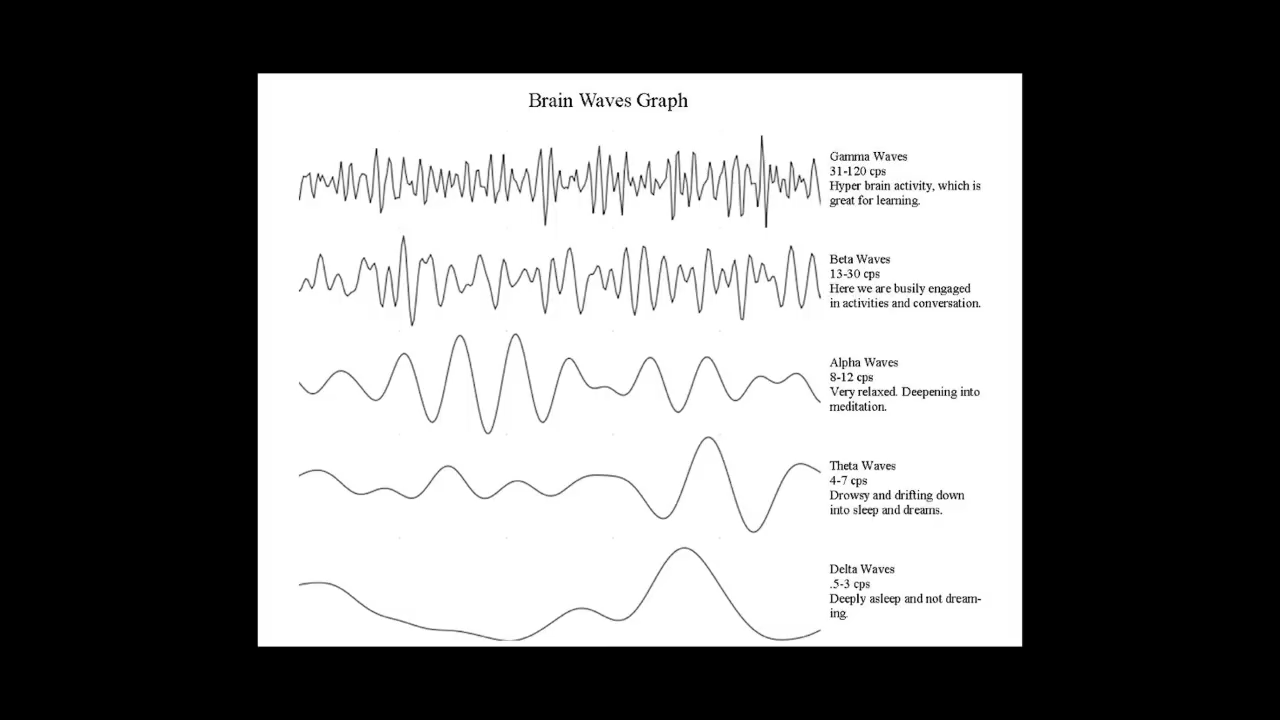 Brain Waves Graph
Gamma Waves
31-120 cps
Hyper brain activity, which is
great for learning.
Beta Waves
13-30 cps
Here we are busily engaged
in activities and conversation.
Alpha Waves
8-12 cps
Very relaxed. Deepening into
meditation.
Theta Waves
4-7 cps
Drowsy and drifting down
into sleep and dreams.
Delta Waves
.5-3 cps
Deeply asleep and not dream-
ing.